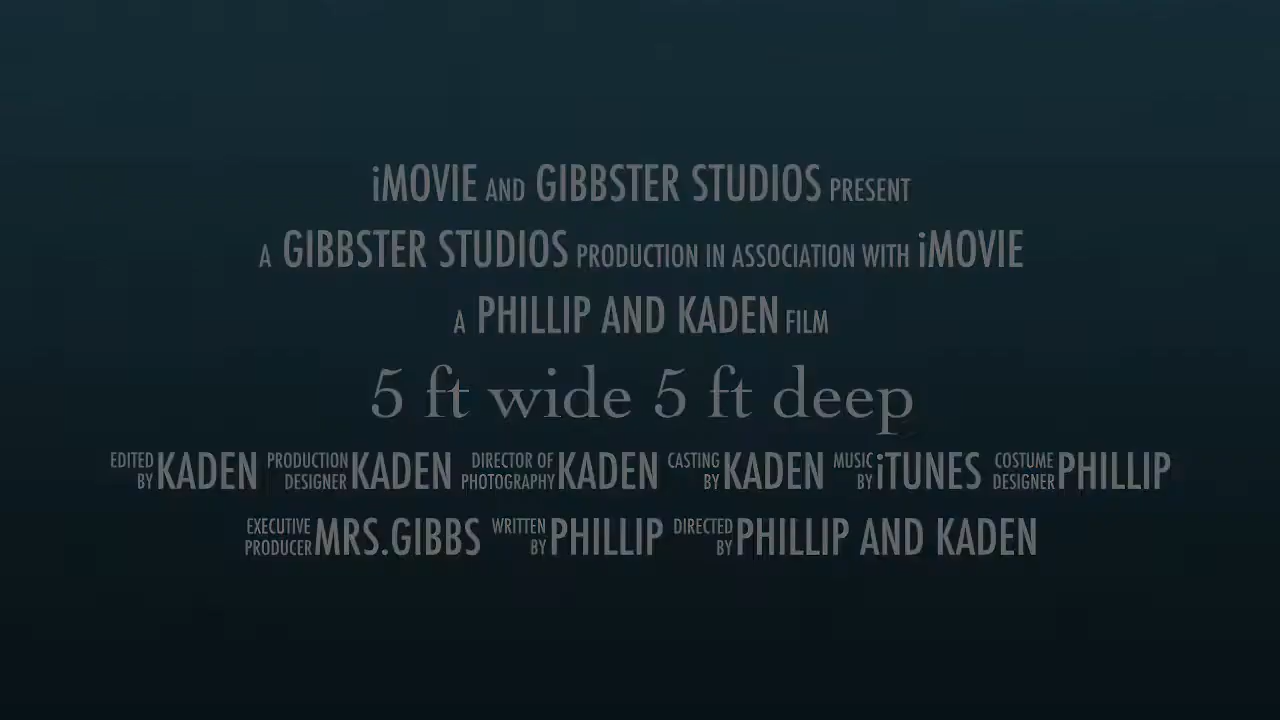 iMOVIE AND GIBBSTER STUDIOS PRESENT
A GIBBSTER STUDIOS PRODUCTION IN ASSOCIATION WITH iMOVIE
A PHILLIP AND KADEN FILM
5 ft wide 5 ft deep
EDITED BY KADEN PRODUCTION DESIGNER KADEN DIRECTOR OF PHOTOGRAPHY KADEN CASTING BY KADEN MUSIC BY iTUNES COSTUME DESIGNER PHILLIP
EXECUTIVE PRODUCER MRS.GIBBS WRITTEN BY PHILLIP DIRECTED BY PHILLIP AND KADEN